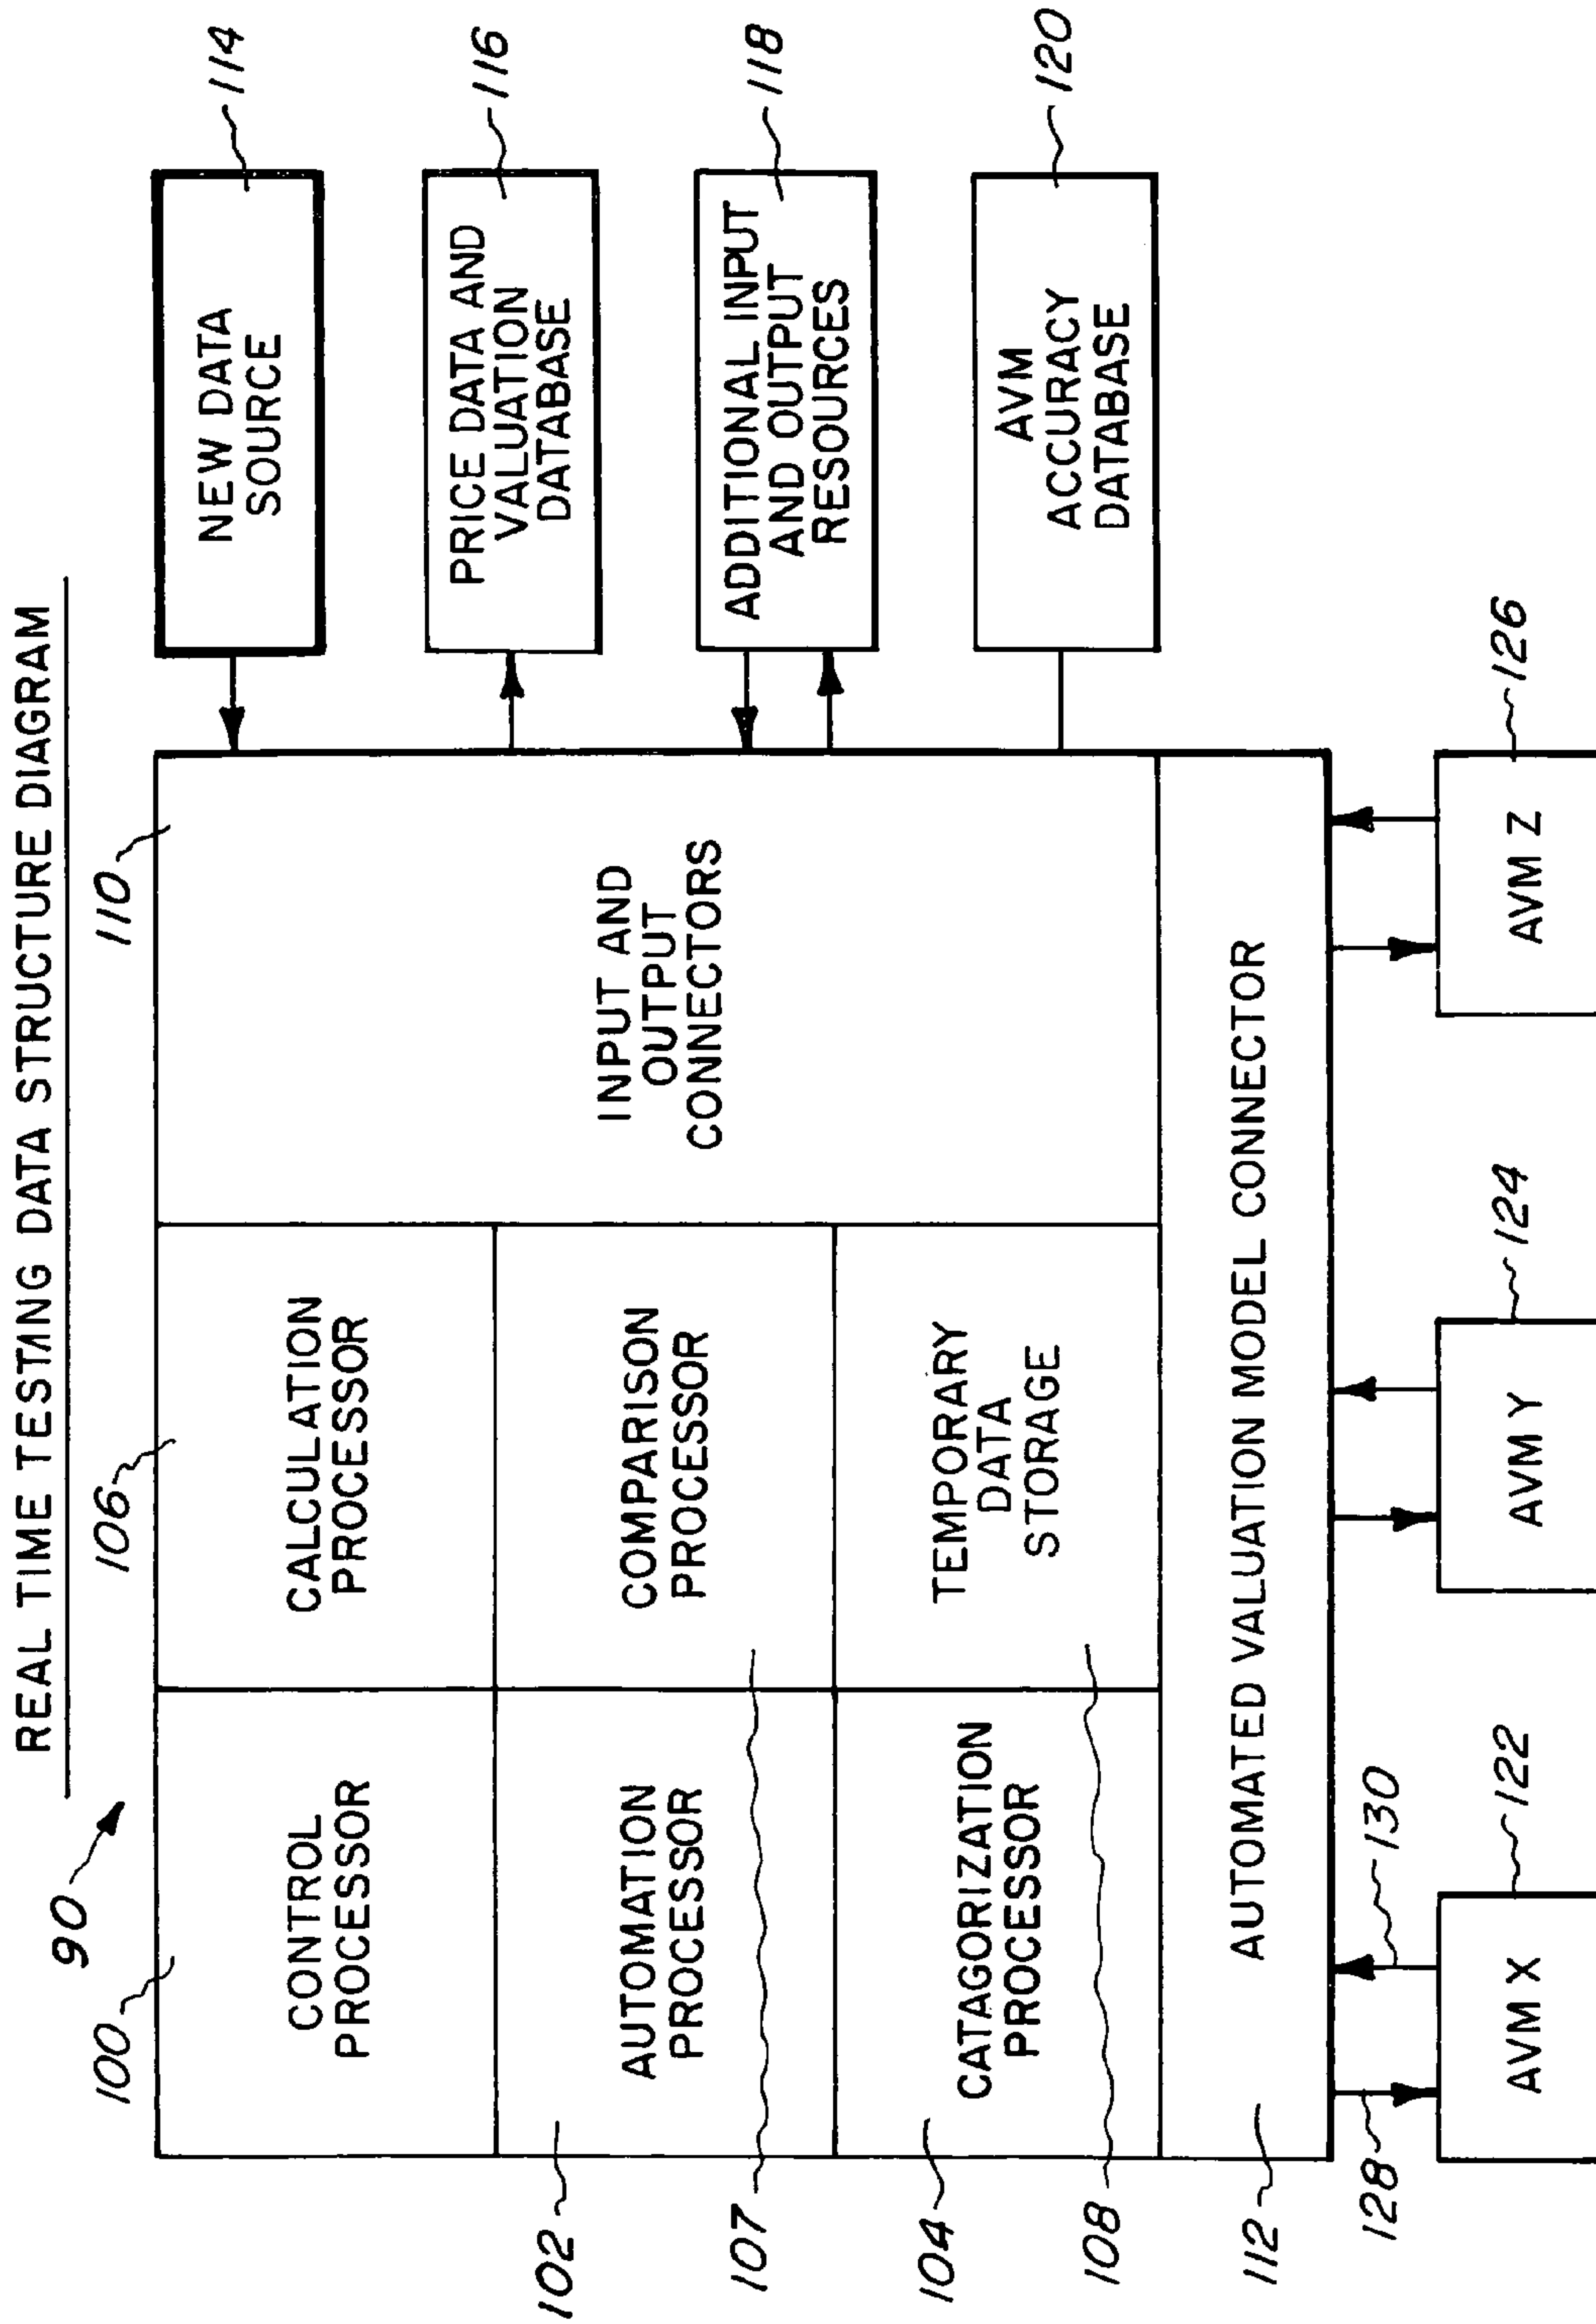 REAL TIME TESTING DATA STRUCTURE DIAGRAM
90
100
106
110
CONTROL
PROCESSOR
CALCULATION
PROCESSOR
INPUT AND
OUTPUT
CONNECTORS
NEW DATA
SOURCE
114
102
AUTOMATION
PROCESSOR
COMPARISON
PROCESSOR
107
PRICE DATA AND
VALUATION
DATABASE
116
104
CATAGORIZATION
PROCESSOR
TEMPORARY
DATA
STORAGE
108
ADDITIONAL INPUT
AND OUTPUT
RESOURCES
118
AVM
ACCURACY
DATABASE
120
112
AUTOMATED VALUATION MODEL CONNECTOR
128
130
122
124
126
AVM X
AVM Y
AVM Z